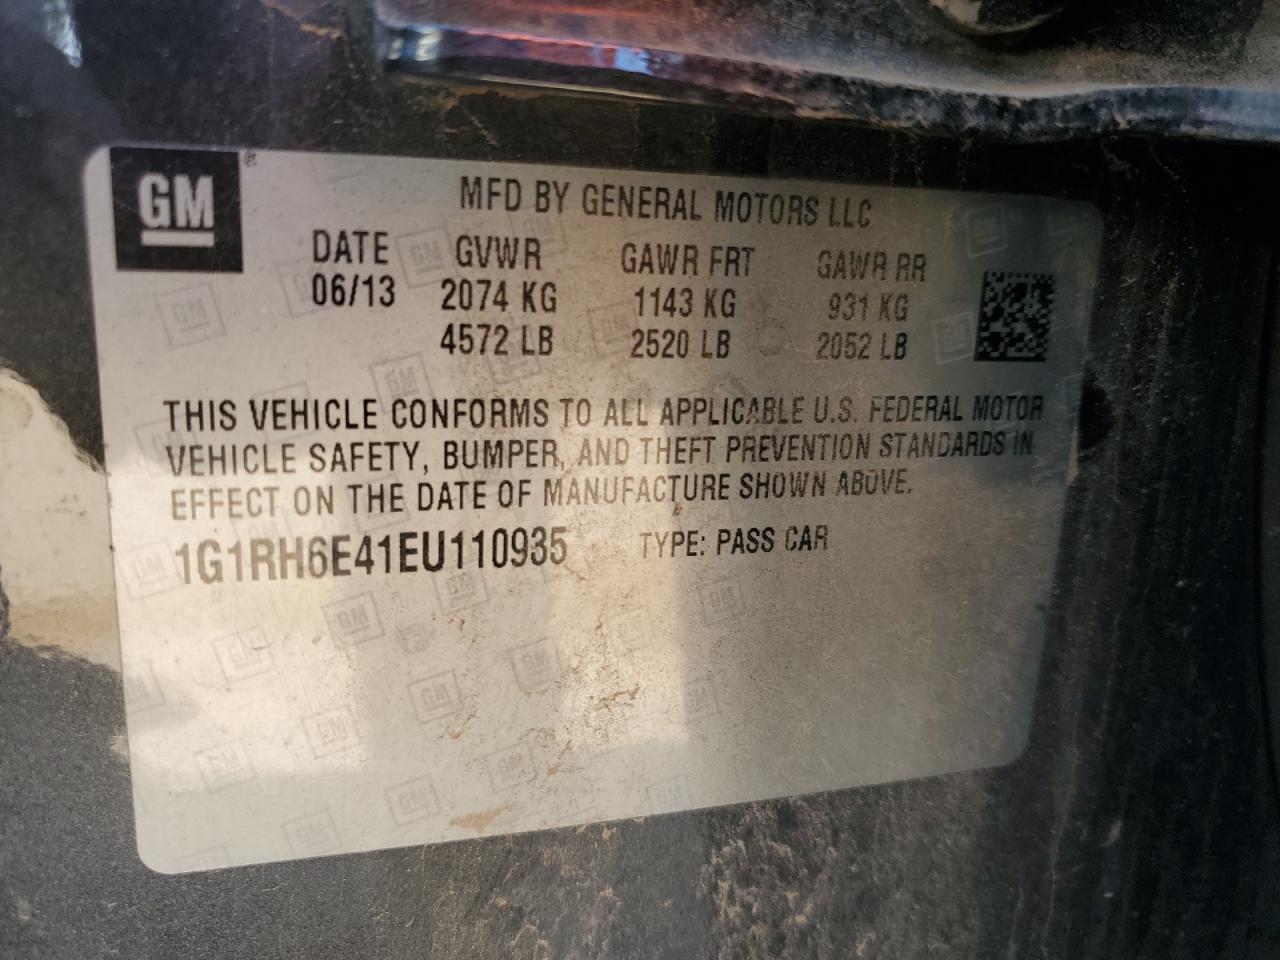 GM
MFD BY GENERAL MOTORS LLC
DATE GVWR GAWR FRT GAWR RR
06/13 2074 KG 1143 KG 931 KG
4572 LB 2520 LB 2052 LB
THIS VEHICLE CONFORMS TO ALL APPLICABLE U.S. FEDERAL MOTOR
VEHICLE SAFETY, BUMPER, AND THEFT PREVENTION STANDARDS IN
EFFECT ON THE DATE OF MANUFACTURE SHOWN ABOVE.
1G1RH6E41EU110935 TYPE: PASS CAR